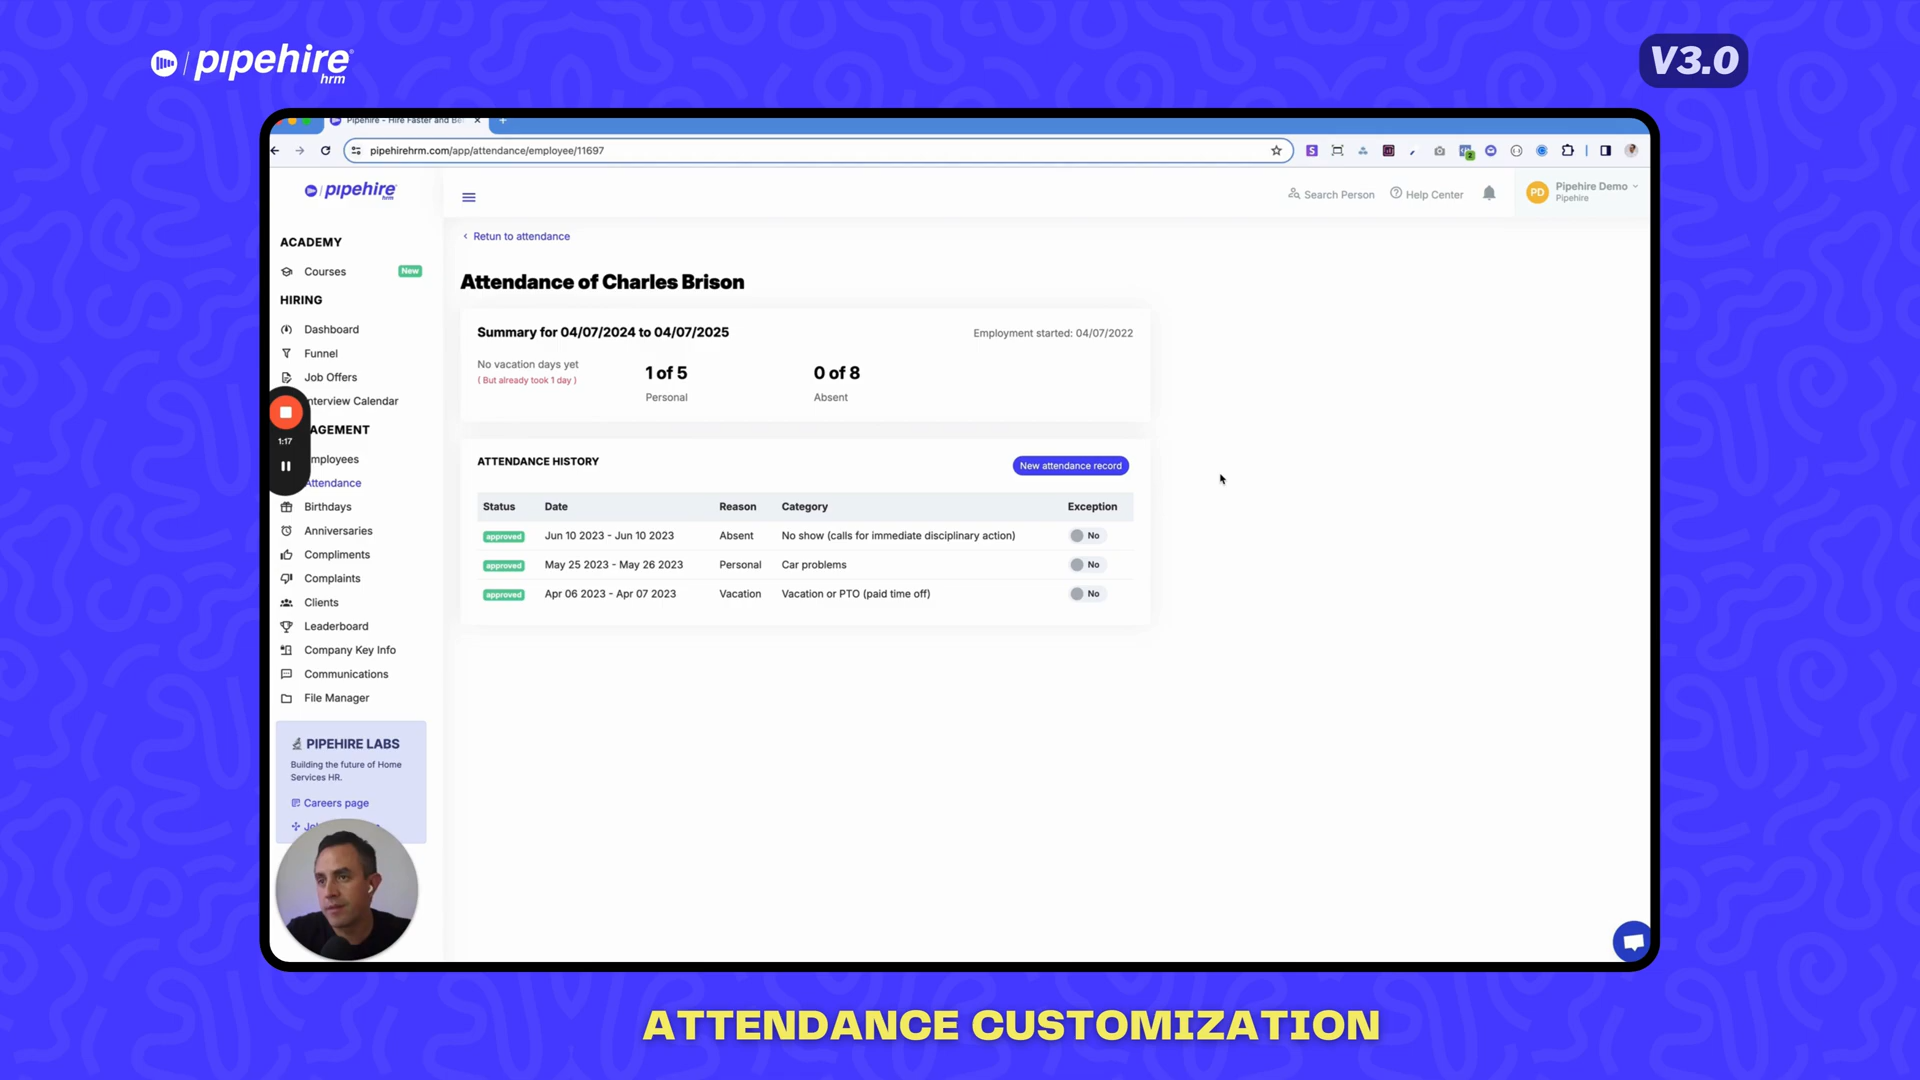 pipehire
hrm
V3.0
Pipehire - Hire Faster and Be
pipehirehrm.com/app/attendance/employee/11697
pipehire
hrm
Search Person
Help Center
PD
Pipehire Demo
Pipehire
ACADEMY
Courses
New
HIRING
Dashboard
Funnel
Job Offers
nterview Calendar
AGEMENT
mployees
Attendance
Birthdays
Anniversaries
Compliments
Complaints
Clients
Leaderboard
Company Key Info
Communications
File Manager
1:17
PIPEHIRE LABS
Building the future of Home
Services HR.
Careers page
Retun to attendance
Attendance of Charles Brison
Summary for 04/07/2024 to 04/07/2025
Employment started: 04/07/2022
No vacation days yet
( But already took 1 day )
1 of 5
Personal
0 of 8
Absent
ATTENDANCE HISTORY
New attendance record
Status Date Reason Category Exception
approved Jun 10 2023 - Jun 10 2023 Absent No show (calls for immediate disciplinary action) No
approved May 25 2023 - May 26 2023 Personal Car problems No
approved Apr 06 2023 - Apr 07 2023 Vacation Vacation or PTO (paid time off) No
ATTENDANCE CUSTOMIZATION